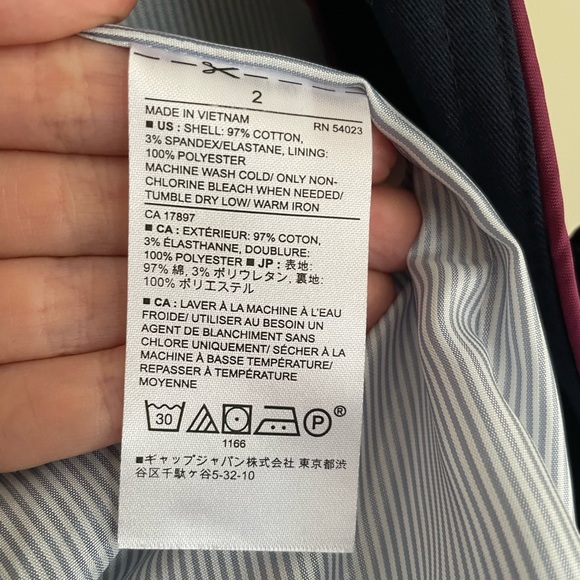 2
MADE IN VIETNAM RN 54023
■ US : SHELL: 97% COTTON,
3% SPANDEX/ELASTANE, LINING:
100% POLYESTER
MACHINE WASH COLD/ ONLY NON-
CHLORINE BLEACH WHEN NEEDED/
TUMBLE DRY LOW/ WARM IRON
CA 17897
■ CA : EXTÉRIEUR: 97% COTON,
3% ÉLASTHANNE, DOUBLURE:
100% POLYESTER ■ JP : 表地:
97% 綿, 3% ポリウレタン, 裏地:
100% ポリエステル
■ CA : LAVER À LA MACHINE À L'EAU
FROIDE/ UTILISER AU BESOIN UN
AGENT DE BLANCHIMENT SANS
CHLORE UNIQUEMENT/ SÉCHER À LA
MACHINE À BASSE TEMPÉRATURE/
REPASSER À TEMPÉRATURE
MOYENNE
30 P ®
1166
■ギャップジャパン株式会社 東京都渋
谷区千駄ヶ谷5-32-10